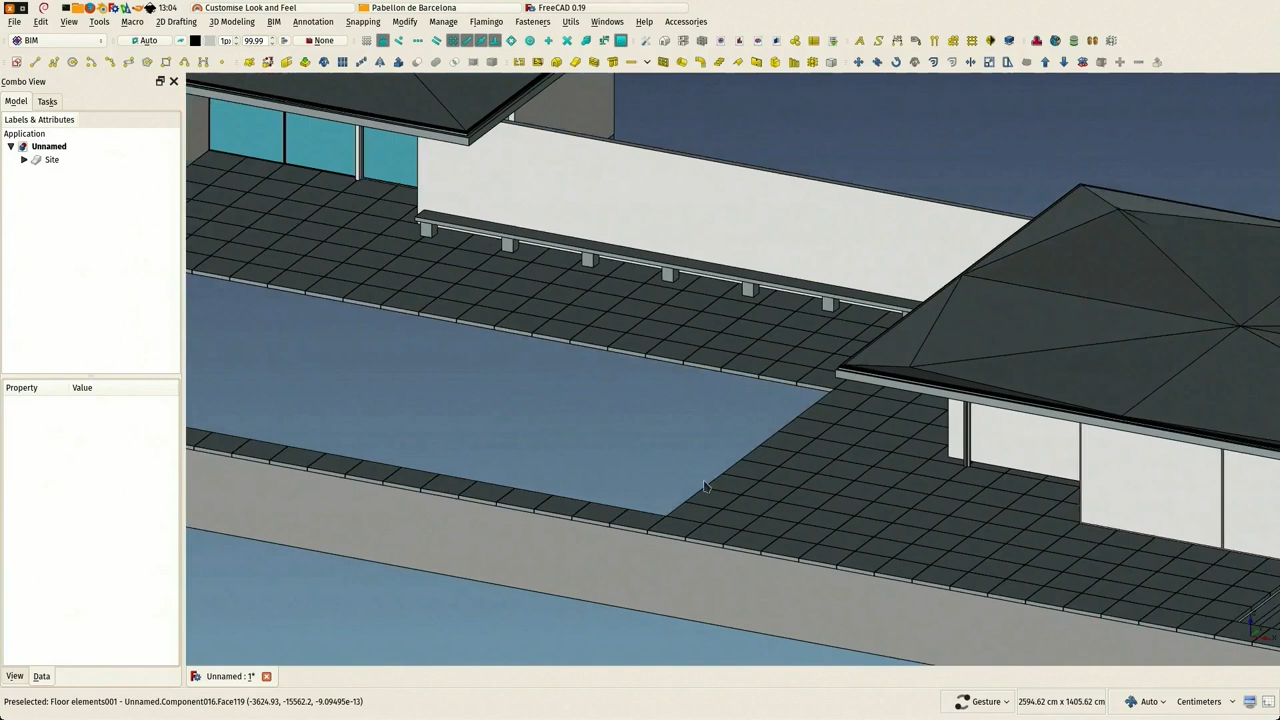 13:04 Customise Look and Feel Pabellon de Barcelona FreeCAD 0.19
File Edit View Tools Macro 2D Drafting 3D Modeling BIM Annotation Snapping Modify Manage Flamingo Fasteners Utils Windows Help Accessories
BIM Auto 1p 99.99 None
Combo View
Model Tasks
Labels & Attributes
Application
Unnamed
Site
Property Value
View Data
Unnamed : 1*
Preselected: Floor elements001 - Unnamed.Component016.Face119 (-3624.93, -15562.2, -9.09495e-13)
Gesture 2594.62 cm x 1405.62 cm Auto Centimeters